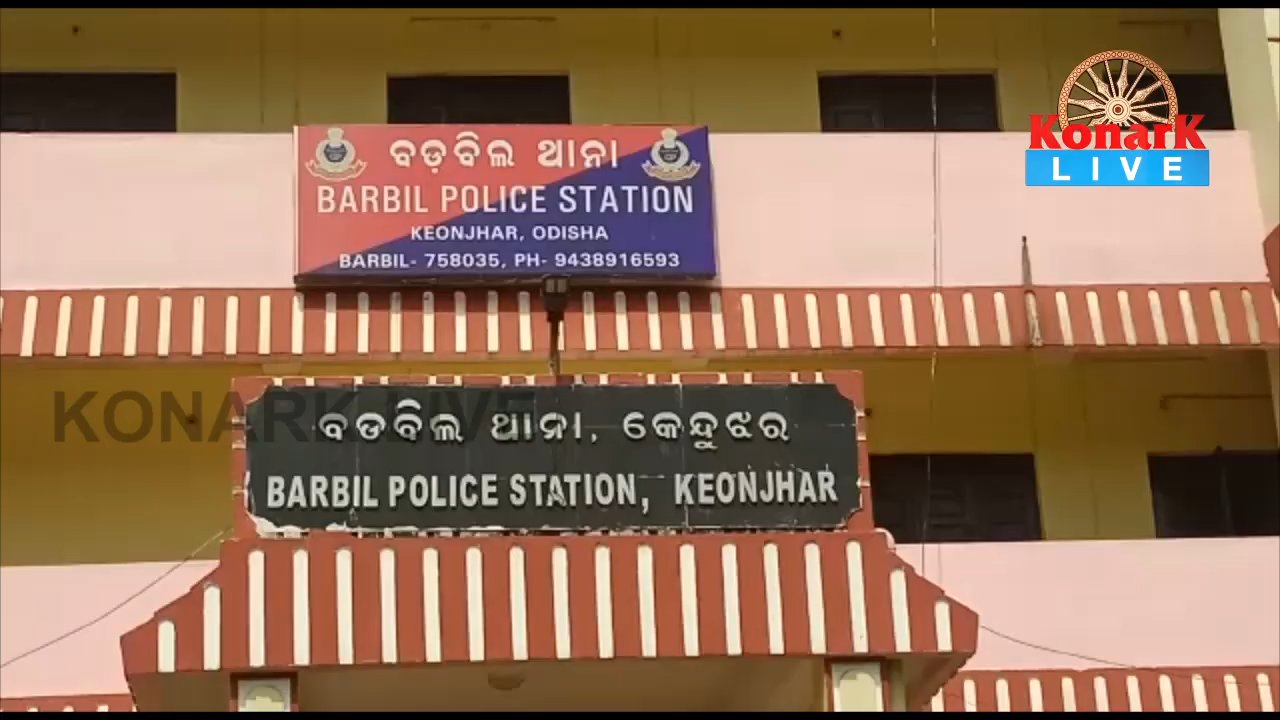 ବଡ଼ବିଲ ଥାନା
BARBIL POLICE STATION
KEONJHAR, ODISHA
BARBIL- 758035, PH- 9438916593
KonarK
LIVE
KONARK LIVE
ବଡବିଲ ଥାନା, କେନ୍ଦୁଝର
BARBIL POLICE STATION, KEONJHAR